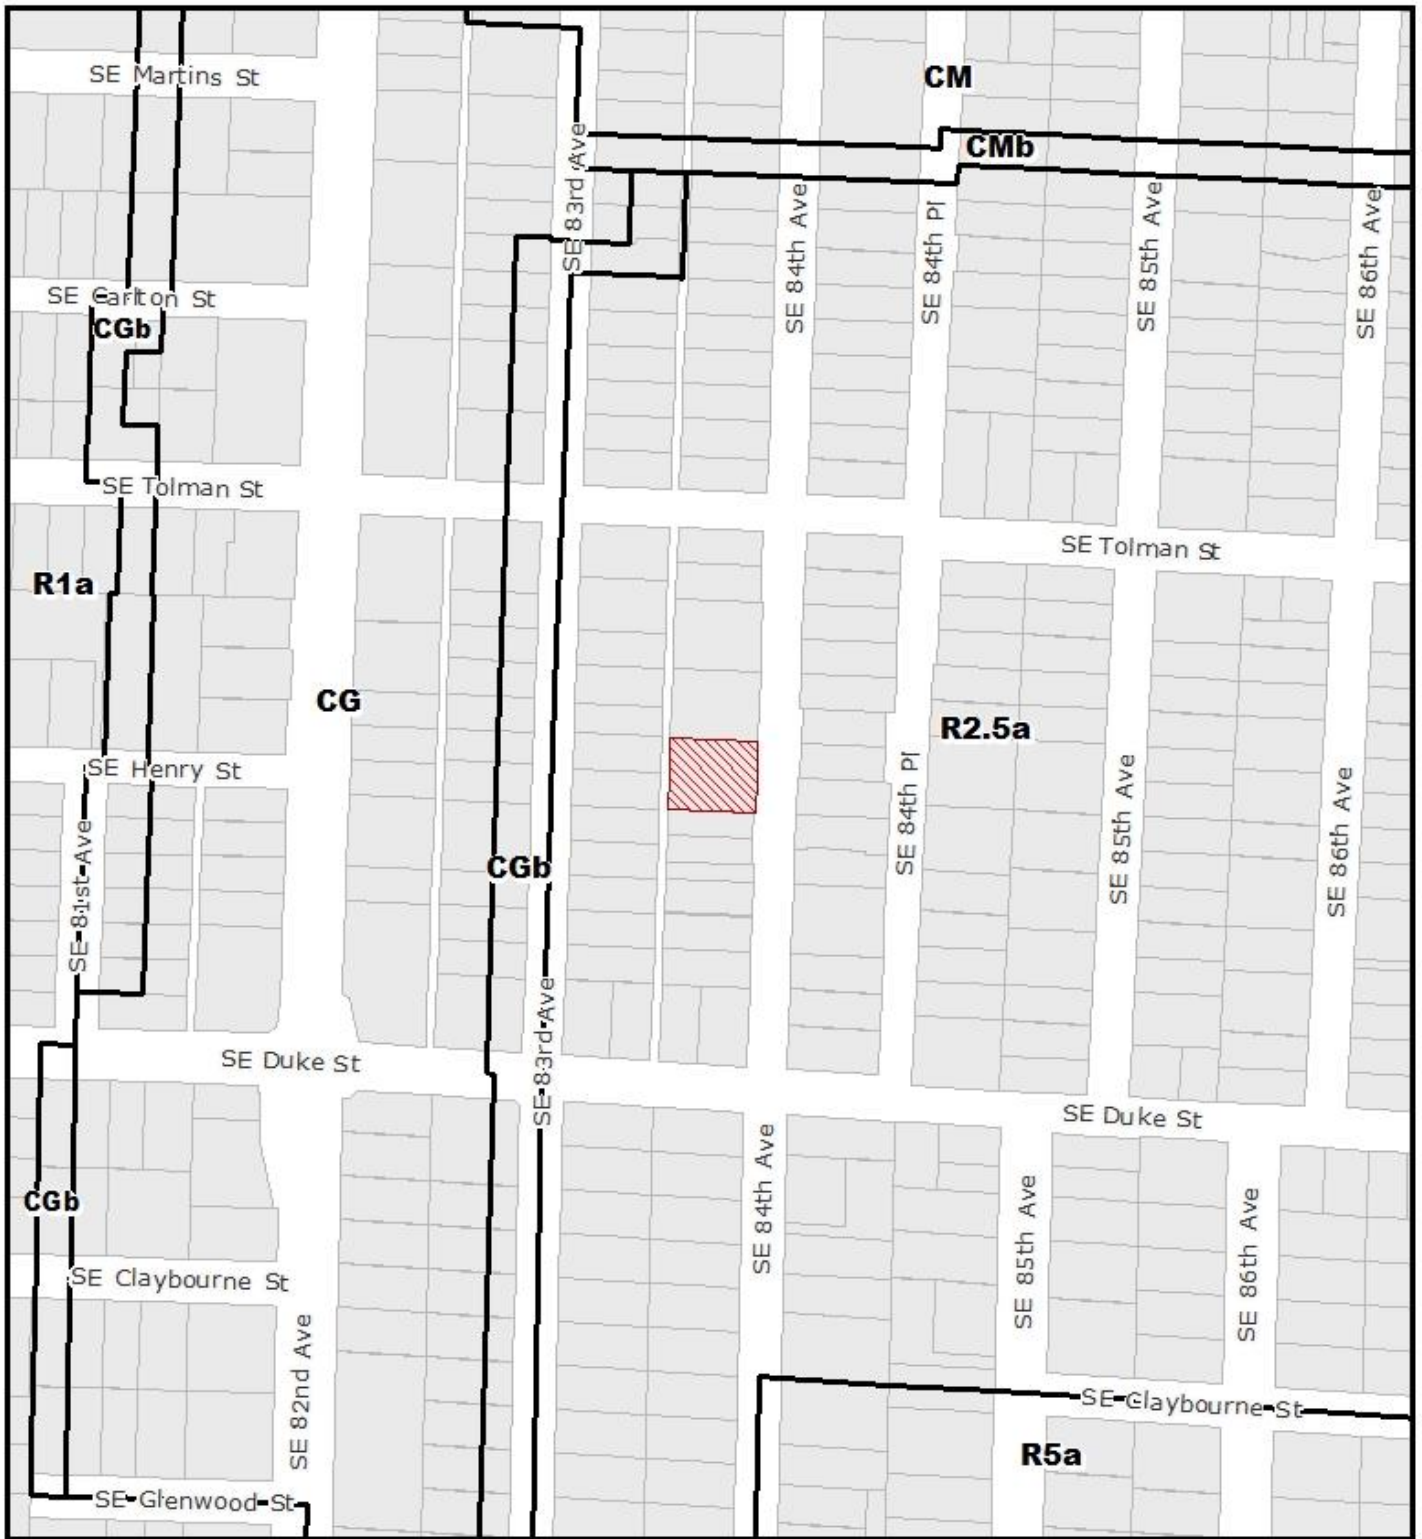 SE Martins St
CM
SE 83rd Ave
CMb
SE 84th Ave
SE 84th Pl
SE 85th Ave
SE 86th Ave
SE Carlton St
CGb
SE Tolman St
SE Tolman St
R1a
CG
R2.5a
SE Henry St
SE 81st Ave
CGb
SE 84th Pl
SE 85th Ave
SE 86th Ave
SE 83rd Ave
SE Duke St
SE Duke St
CGb
SE 84th Ave
SE 85th Ave
SE 86th Ave
SE Claybourne St
SE 82nd Ave
SE Claybourne St
R5a
SE Glenwood St